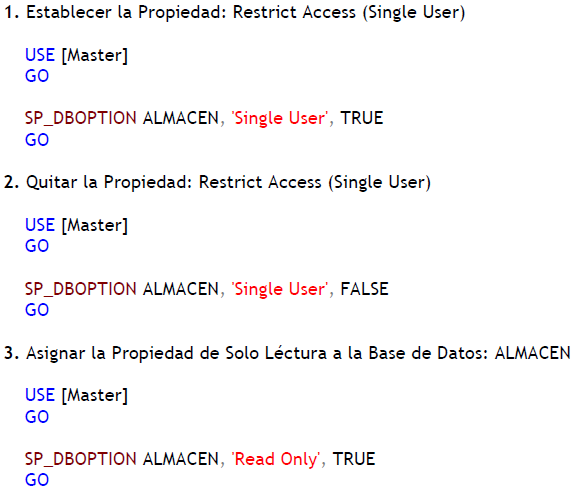 1. Establecer la Propiedad: Restrict Access (Single User)
USE [Master]
GO
SP_DBOPTION ALMACEN, 'Single User', TRUE
GO
2. Quitar la Propiedad: Restrict Access (Single User)
USE [Master]
GO
SP_DBOPTION ALMACEN, 'Single User', FALSE
GO
3. Asignar la Propiedad de Solo Léctura a la Base de Datos: ALMACEN
USE [Master]
GO
SP_DBOPTION ALMACEN, 'Read Only', TRUE
GO